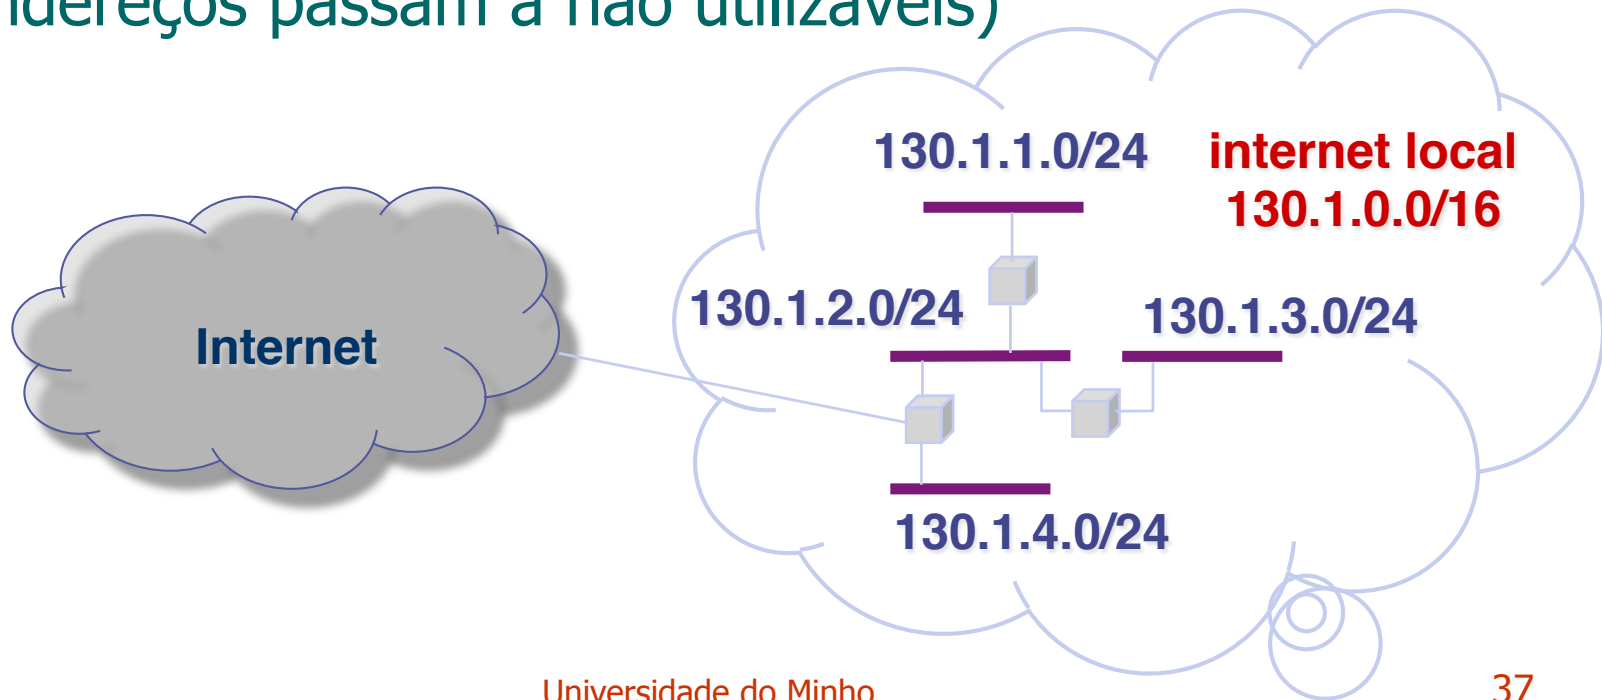 passam a não utilizáveis)
130.1.1.0/24
internet local
130.1.0.0/16
130.1.2.0/24
130.1.3.0/24
Internet
130.1.4.0/24
Universidade do Minho
37